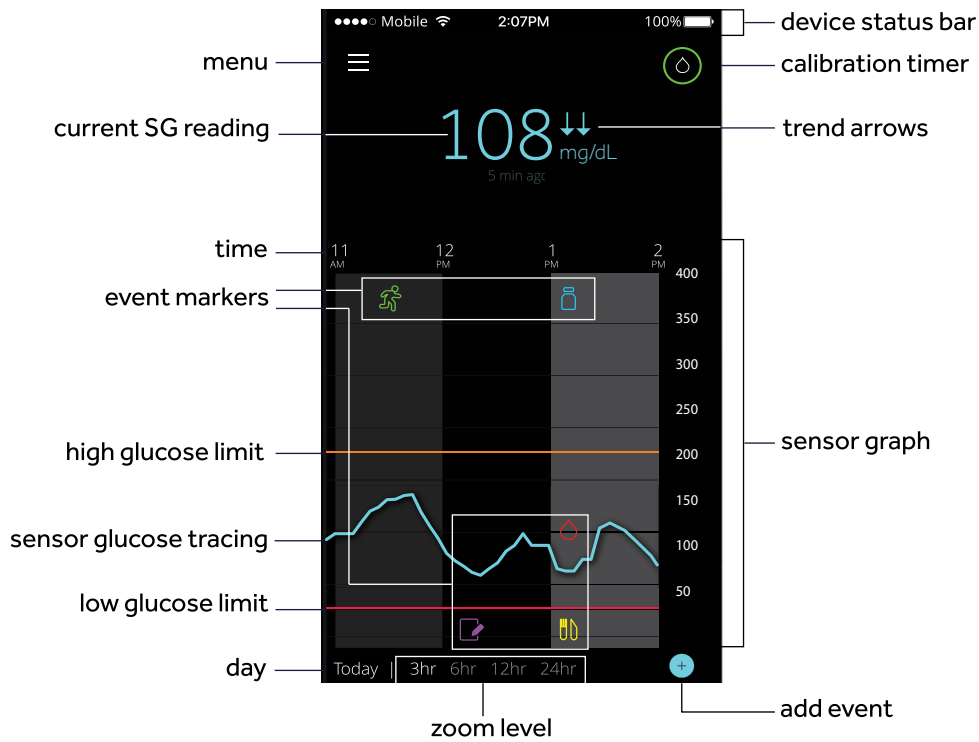 Mobile 2:07PM 100%
device status bar
menu
calibration timer
current SG reading
108 mg/dL
trend arrows
5 min ago
time
11 AM 12 PM 1 PM 2 PM
event markers
400
350
300
250
high glucose limit
200
sensor graph
150
sensor glucose tracing
100
50
low glucose limit
day
Today | 3hr 6hr 12hr 24hr
+
add event
zoom level